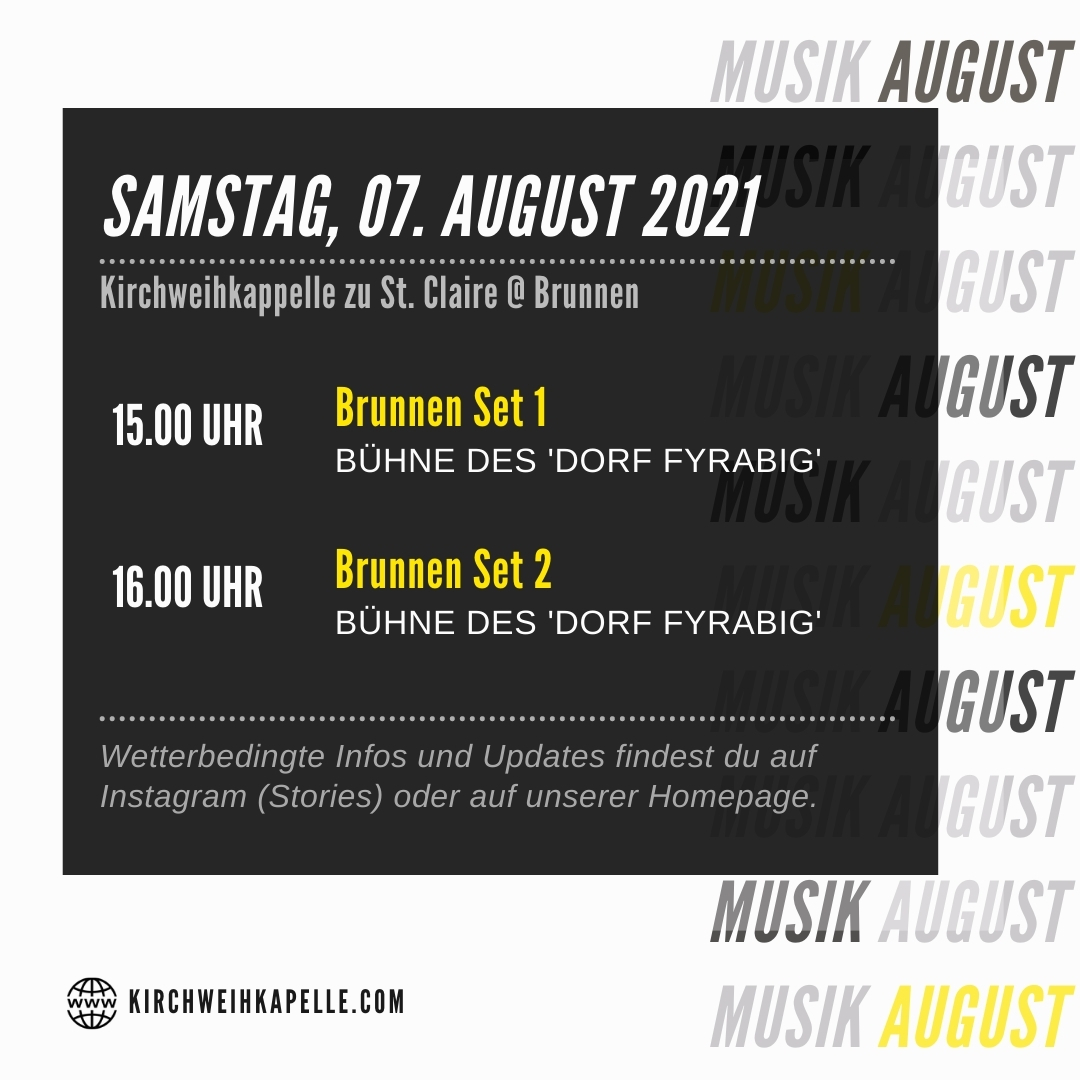 MUSIK AUGUST
MUSIK AUGUST
SAMSTAG, 07. AUGUST 2021
MUSIK AUGUST
Kirchweihkappelle zu St. Claire @ Brunnen
MUSIK AUGUST
15.00 UHR
Brunnen Set 1
BÜHNE DES 'DORF FYRABIG'
MUSIK AUGUST
16.00 UHR
Brunnen Set 2
BÜHNE DES 'DORF FYRABIG'
MUSIK AUGUST
MUSIK AUGUST
Wetterbedingte Infos und Updates findest du auf
Instagram (Stories) oder auf unserer Homepage.
MUSIK AUGUST
MUSIK AUGUST
www KIRCHWEIHKAPELLE.COM
MUSIK AUGUST